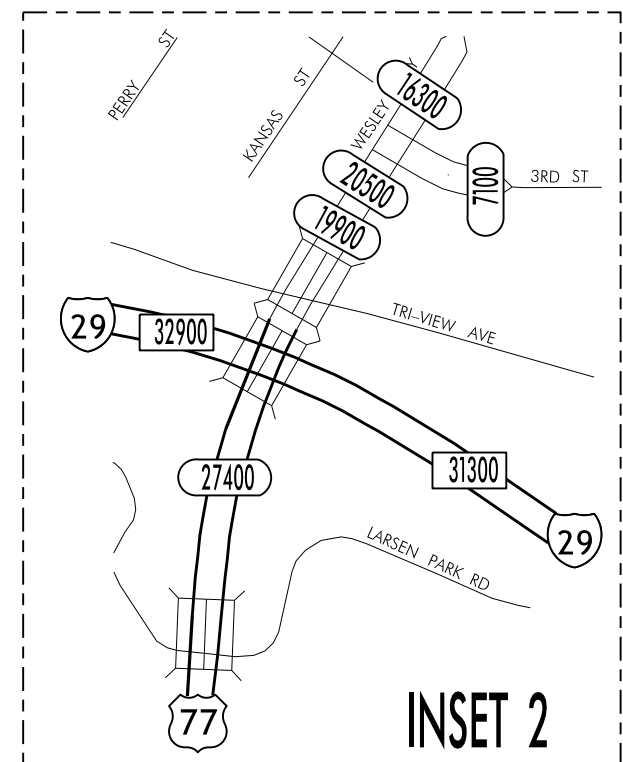 PERRY ST
KANSAS ST
WESLEY
16300
7100
3RD ST
20500
19900
TRI-VIEW AVE
29
32900
31300
27400
29
LARSEN PARK RD
77
INSET 2